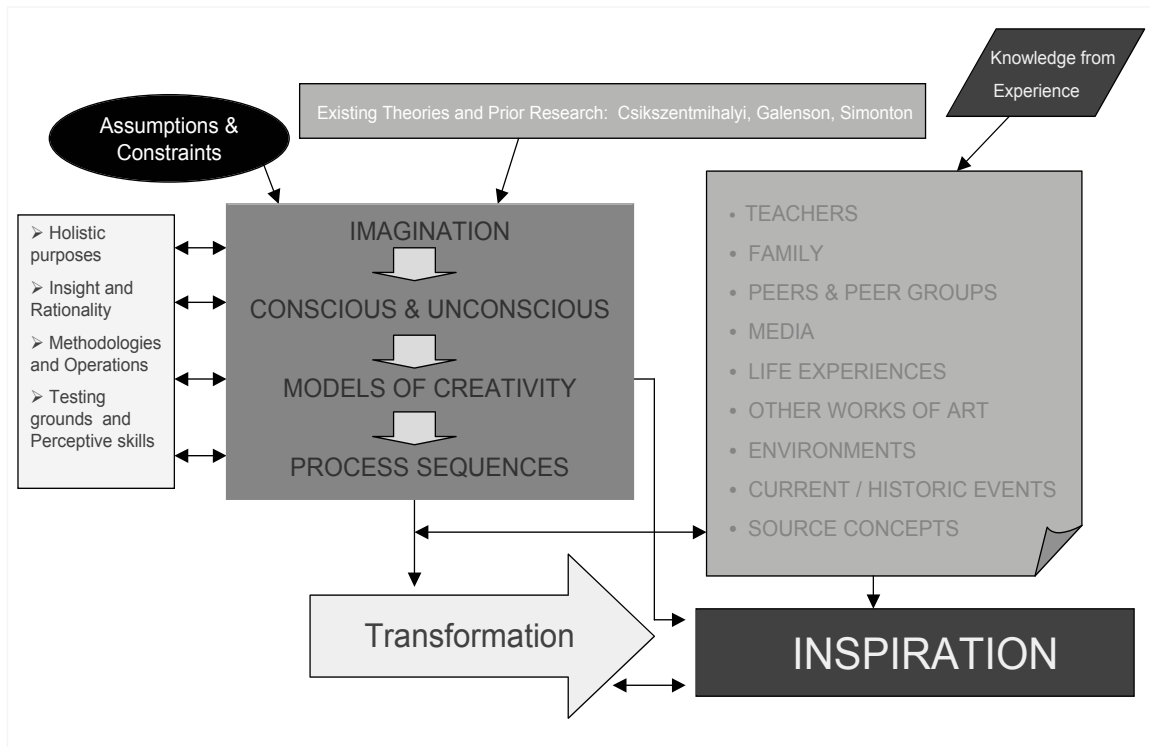 Knowledge from
Experience
Assumptions &
Constraints
Existing Theories and Prior Research: Csikszentmihalyi, Galenson, Simonton
➢ Holistic
purposes
➢ Insight and
Rationality
➢ Methodologies
and Operations
➢ Testing
grounds and
Perceptive skills
IMAGINATION
CONSCIOUS & UNCONSCIOUS
MODELS OF CREATIVITY
PROCESS SEQUENCES
• TEACHERS
• FAMILY
• PEERS & PEER GROUPS
• MEDIA
• LIFE EXPERIENCES
• OTHER WORKS OF ART
• ENVIRONMENTS
• CURRENT / HISTORIC EVENTS
• SOURCE CONCEPTS
Transformation
INSPIRATION